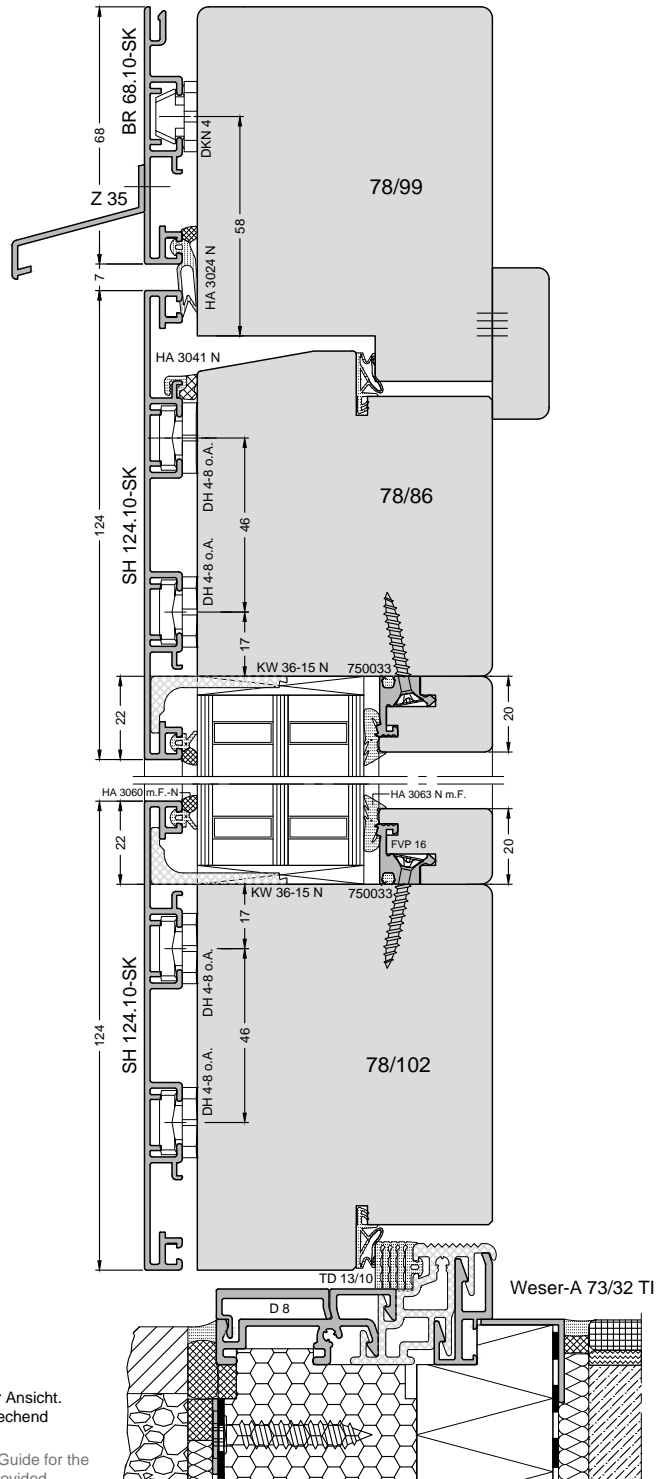 BR 68.10-SK
68
DKN 4
78/99
Z 35
58
7
HA 3024 N
HA 3041 N
SH 124.10-SK
124
DH 4-8 o.A.
46
78/86
DH 4-8 o.A.
17
KW 36-15 N
750033
22
20
HA 3060 m.F.-N
HA 3063 N m.F.
22
FVP 16
20
KW 36-15 N
750033
17
SH 124.10-SK
124
DH 4-8 o.A.
46
78/102
DH 4-8 o.A.
TD 13/10
Weser-A 73/32 TI
D 8
Ansicht.
echend
Guide for the